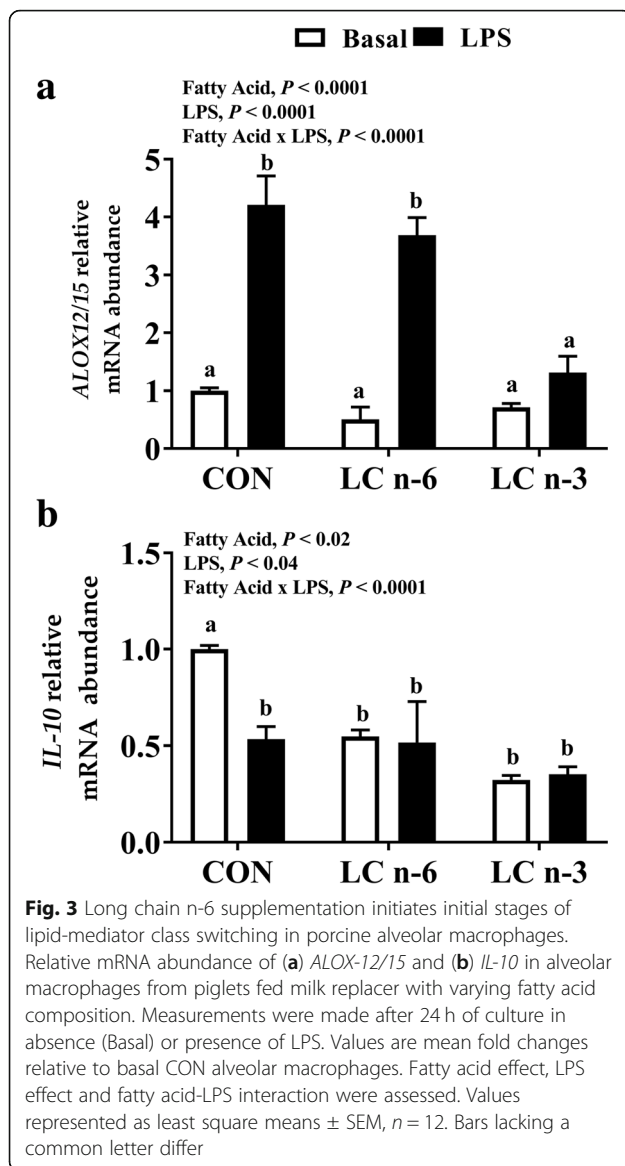 Basal LPS
a
Fatty Acid, P < 0.0001
LPS, P < 0.0001
Fatty Acid x LPS, P < 0.0001
ALOX12/15 relative
mRNA abundance
5
4
3
2
1
0
a b a b a a
CON LC n-6 LC n-3
b
Fatty Acid, P < 0.02
LPS, P < 0.04
Fatty Acid x LPS, P < 0.0001
IL-10 relative
mRNA abundance
1.5
1.0
0.5
0.0
a b b b b b
CON LC n-6 LC n-3
Fig. 3 Long chain n-6 supplementation initiates initial stages of
lipid-mediator class switching in porcine alveolar macrophages.
Relative mRNA abundance of (a) ALOX-12/15 and (b) IL-10 in alveolar
macrophages from piglets fed milk replacer with varying fatty acid
composition. Measurements were made after 24 h of culture in
absence (Basal) or presence of LPS. Values are mean fold changes
relative to basal CON alveolar macrophages. Fatty acid effect, LPS
effect and fatty acid-LPS interaction were assessed. Values
represented as least square means ± SEM, n = 12. Bars lacking a
common letter differ